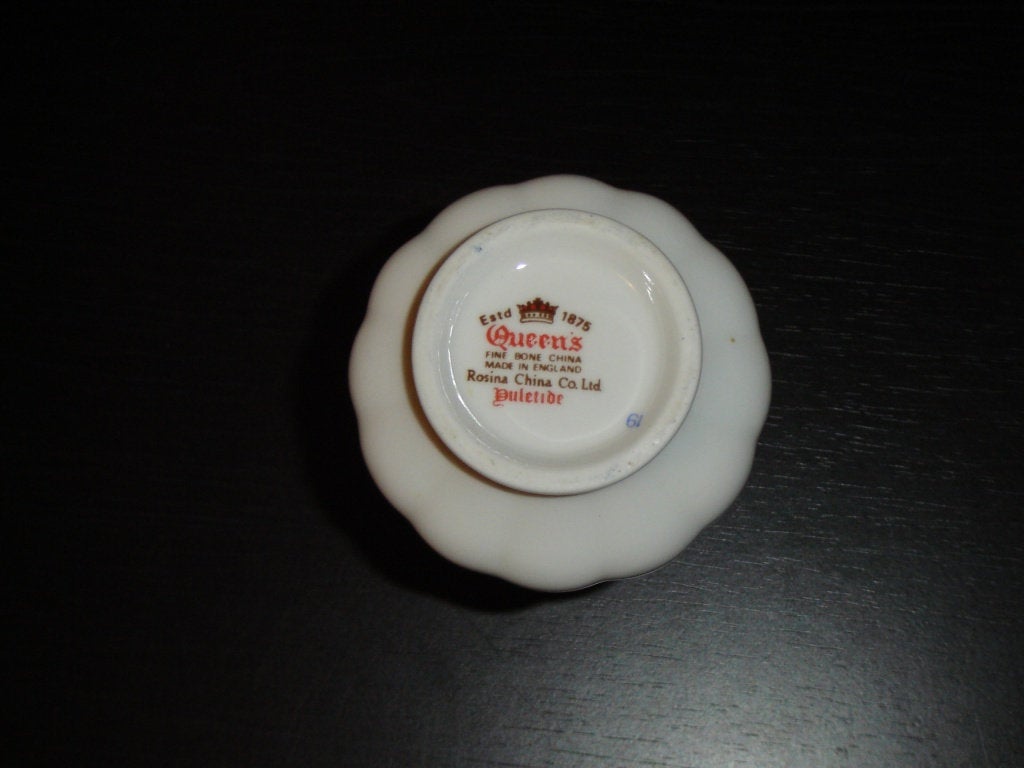 Estd 1875
Queen's
FINE BONE CHINA
MADE IN ENGLAND
Rosina China Co. Ltd.
Yuletide
61